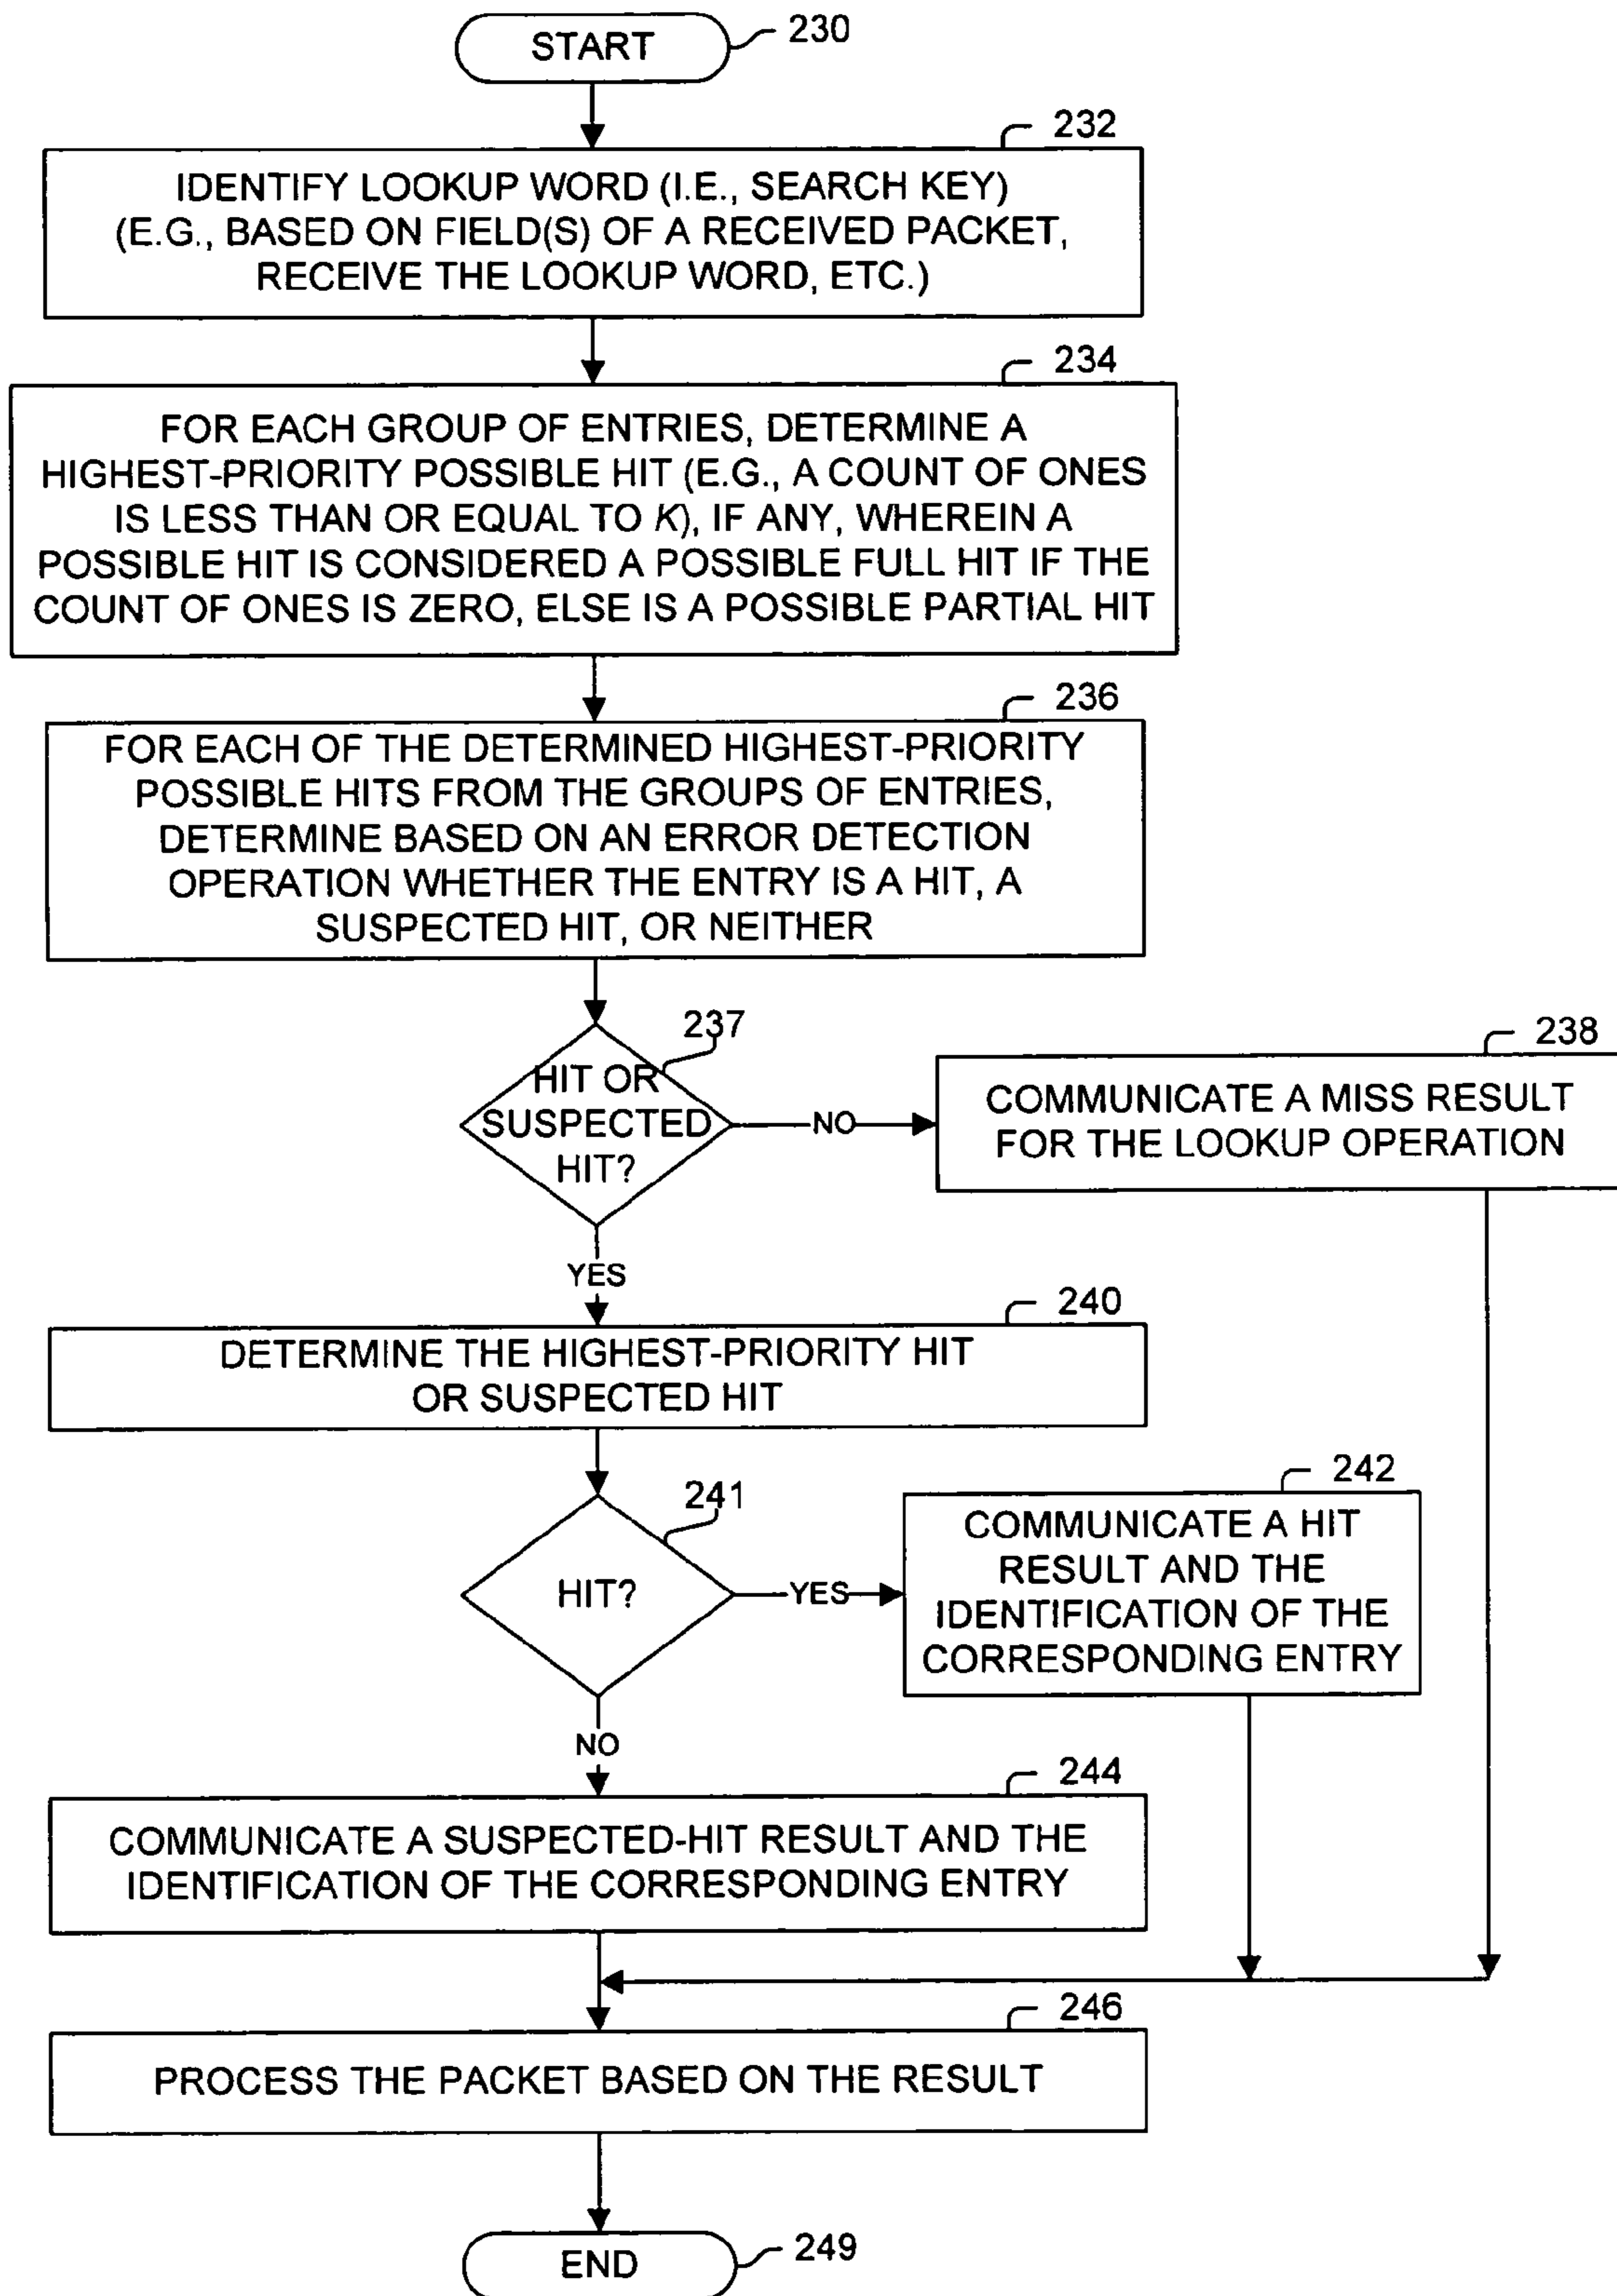 START
230
232
IDENTIFY LOOKUP WORD (I.E., SEARCH KEY)
(E.G., BASED ON FIELD(S) OF A RECEIVED PACKET,
RECEIVE THE LOOKUP WORD, ETC.)
234
FOR EACH GROUP OF ENTRIES, DETERMINE A
HIGHEST-PRIORITY POSSIBLE HIT (E.G., A COUNT OF ONES
IS LESS THAN OR EQUAL TO K), IF ANY, WHEREIN A
POSSIBLE HIT IS CONSIDERED A POSSIBLE FULL HIT IF THE
COUNT OF ONES IS ZERO, ELSE IS A POSSIBLE PARTIAL HIT
236
FOR EACH OF THE DETERMINED HIGHEST-PRIORITY
POSSIBLE HITS FROM THE GROUPS OF ENTRIES,
DETERMINE BASED ON AN ERROR DETECTION
OPERATION WHETHER THE ENTRY IS A HIT, A
SUSPECTED HIT, OR NEITHER
237
HIT OR
SUSPECTED
HIT?
NO
238
COMMUNICATE A MISS RESULT
FOR THE LOOKUP OPERATION
YES
240
DETERMINE THE HIGHEST-PRIORITY HIT
OR SUSPECTED HIT
241
HIT?
YES
242
COMMUNICATE A HIT
RESULT AND THE
IDENTIFICATION OF THE
CORRESPONDING ENTRY
NO
244
COMMUNICATE A SUSPECTED-HIT RESULT AND THE
IDENTIFICATION OF THE CORRESPONDING ENTRY
246
PROCESS THE PACKET BASED ON THE RESULT
END
249